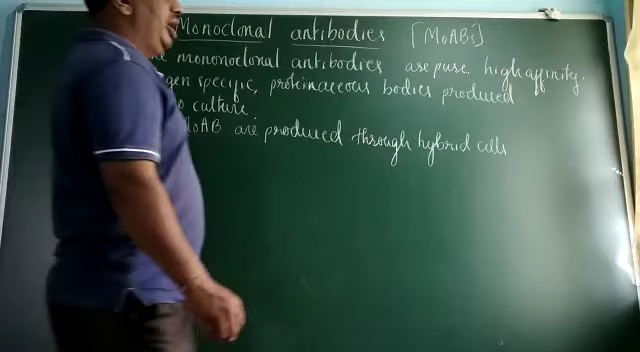 Monoclonal antibodies [MoABs]
mononoclonal antibodies are pure. high affinity.
gen specific, proteinaceous bodies produced
o culture
MoAB are produced through hybrid cells